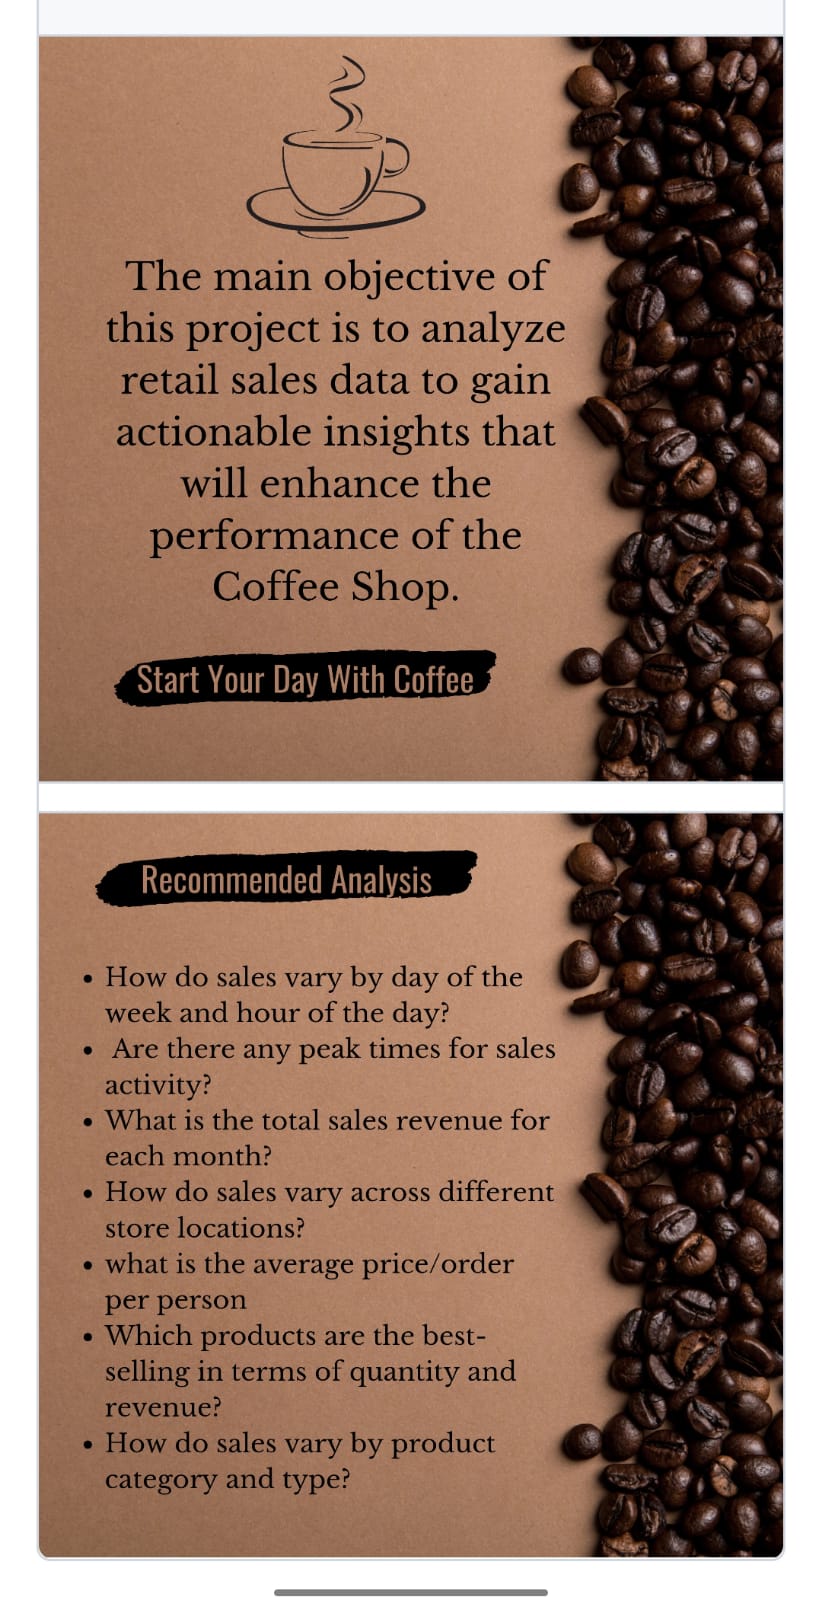 The main objective of
this project is to analyze
retail sales data to gain
actionable insights that
will enhance the
performance of the
Coffee Shop.
Start Your Day With Coffee
Recommended Analysis
• How do sales vary by day of the
week and hour of the day?
• Are there any peak times for sales
activity?
• What is the total sales revenue for
each month?
• How do sales vary across different
store locations?
• what is the average price/order
per person
• Which products are the best-
selling in terms of quantity and
revenue?
• How do sales vary by product
category and type?